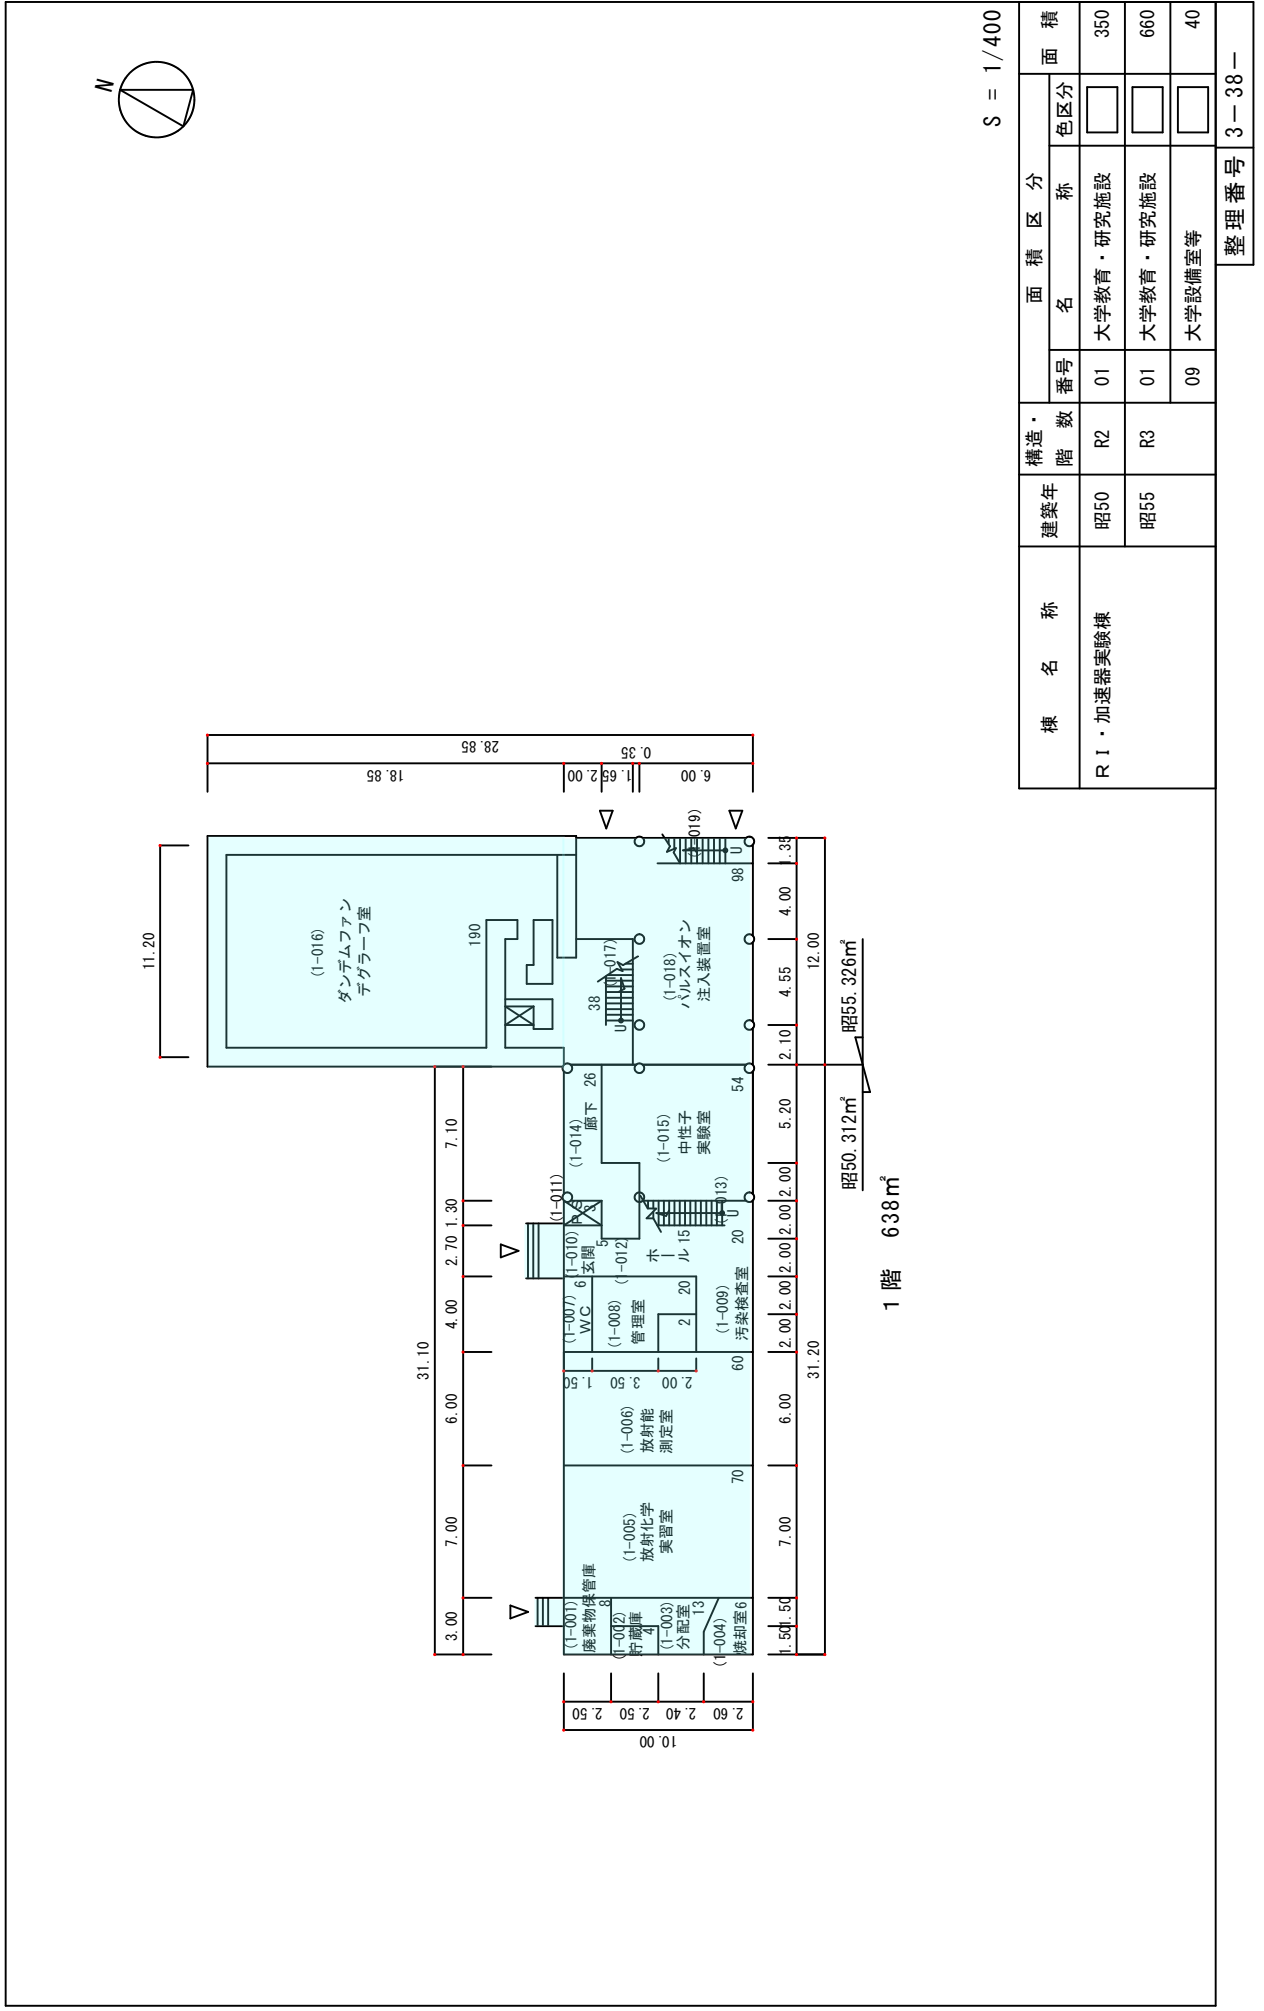 N
11.20
(1-016)
ダンデムファン
デグラーフ室
190
28.85
18.85
2.00
1.65
0.35
6.00
31.10
3.00
7.00
6.00
4.00
2.70
1.30
7.10
(1-001)
廃棄物保管庫
8
(1-002)
貯蔵庫
4
(1-003)
分配室
13
(1-004)
焼却室
6
(1-005)
放射化学
実習室
70
(1-006)
放射能
測定室
60
(1-007)
WC
6
(1-008)
管理室
20
2
(1-009)
汚染検査室
20
(1-010)
玄関
5
(1-011)
PS
3
(1-012)
ホール
15
(1-013)
U
(1-014)
廊下
26
(1-015)
中性子
実験室
54
(1-017)
38
U
(1-018)
パルスイオン
注入装置室
98
(1-019)
U
1.50
3.50
2.00
2.50
2.50
2.40
2.60
10.00
1.50
1.50
7.00
6.00
2.00
2.00
2.00
2.00
2.00
5.20
2.10
4.55
4.00
1.35
31.20
12.00
昭50.312㎡
昭55.326㎡
1階 638㎡
S = 1/400
棟 名 称
建築年
構造・
階 数
面 積 区 分
番号
名 称
色区分
面 積
RI・加速器実験棟
昭50 R2 01 大学教育・研究施設 350
昭55 R3 01 大学教育・研究施設 660
09 大学設備室等 40
整理番号 3-38-